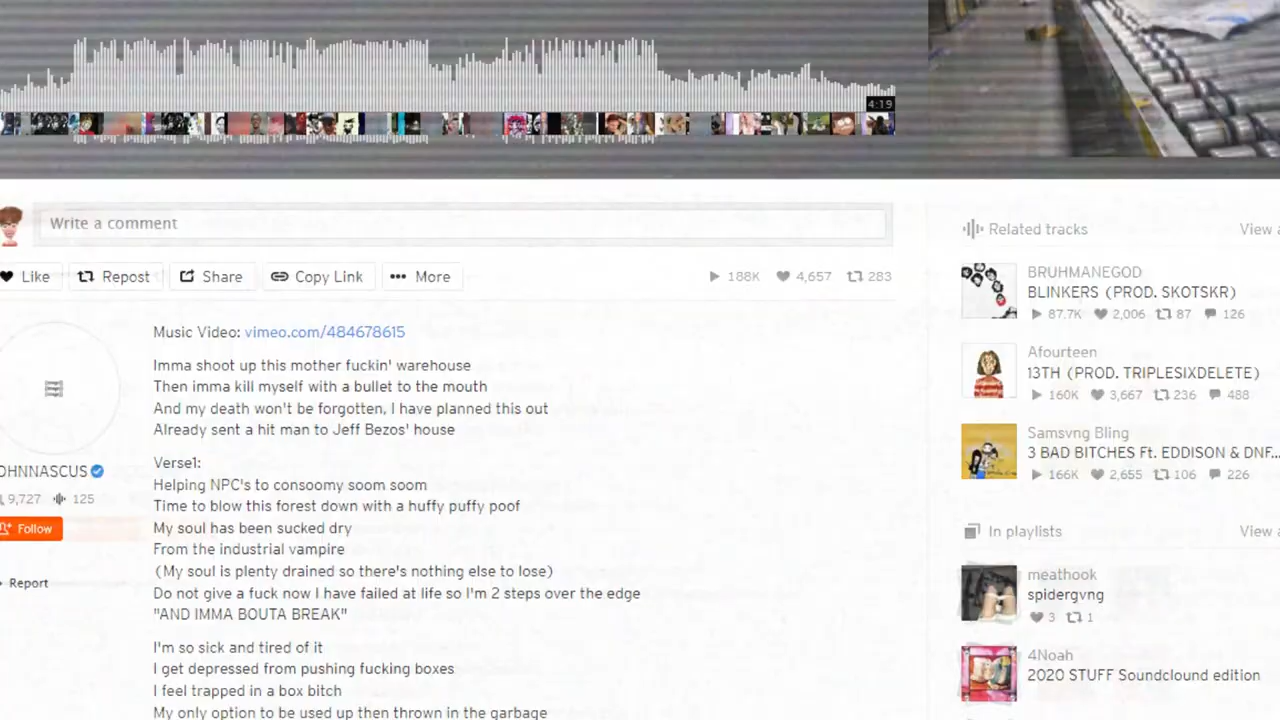 4:19
Write a comment
Like
Repost
Share
Copy Link
More
188K
4,657
283
OHNNASCUS
9,727
125
Follow
Report
Music Video: vimeo.com/484678615
Imma shoot up this mother fuckin' warehouse
Then imma kill myself with a bullet to the mouth
And my death won't be forgotten, I have planned this out
Already sent a hit man to Jeff Bezos' house
Verse1:
Helping NPC's to consomy soom soom
Time to blow this forest down with a huffy puffy poof
My soul has been sucked dry
From the industrial vampire
(My soul is plenty drained so there's nothing else to lose)
Do not give a fuck now I have failed at life so I'm 2 steps over the edge
"AND IMMA BOUTA BREAK"
I'm so sick and tired of it
I get depressed from pushing fucking boxes
I feel trapped in a box bitch
My only option to be used up then thrown in the garbage
Related tracks
View a
BRUHMANEGOD
BLINKERS (PROD. SKOTSKR)
87.7K 2,006 87 126
Afourteen
13TH (PROD. TRIPLESIXDELETE)
160K 3,667 236 488
Samsvng Bling
3 BAD BITCHES Ft. EDDISON & DNF...
166K 2,655 106 226
In playlists
View a
meathook
spidergvng
3 1
4Noah
2020 STUFF Soundclound edition